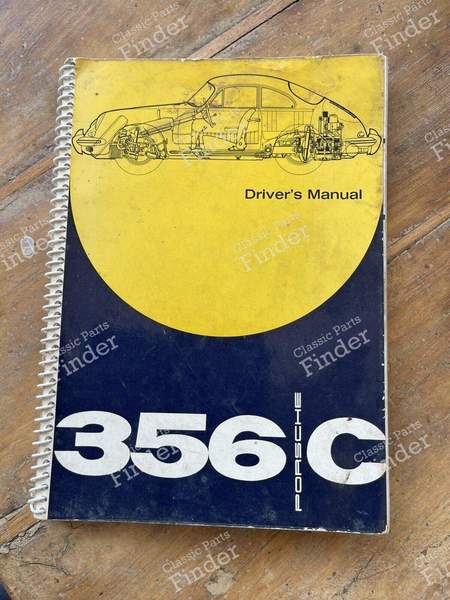 Driver's Manual
356 PORSCHE C
Classic Parts
Finder